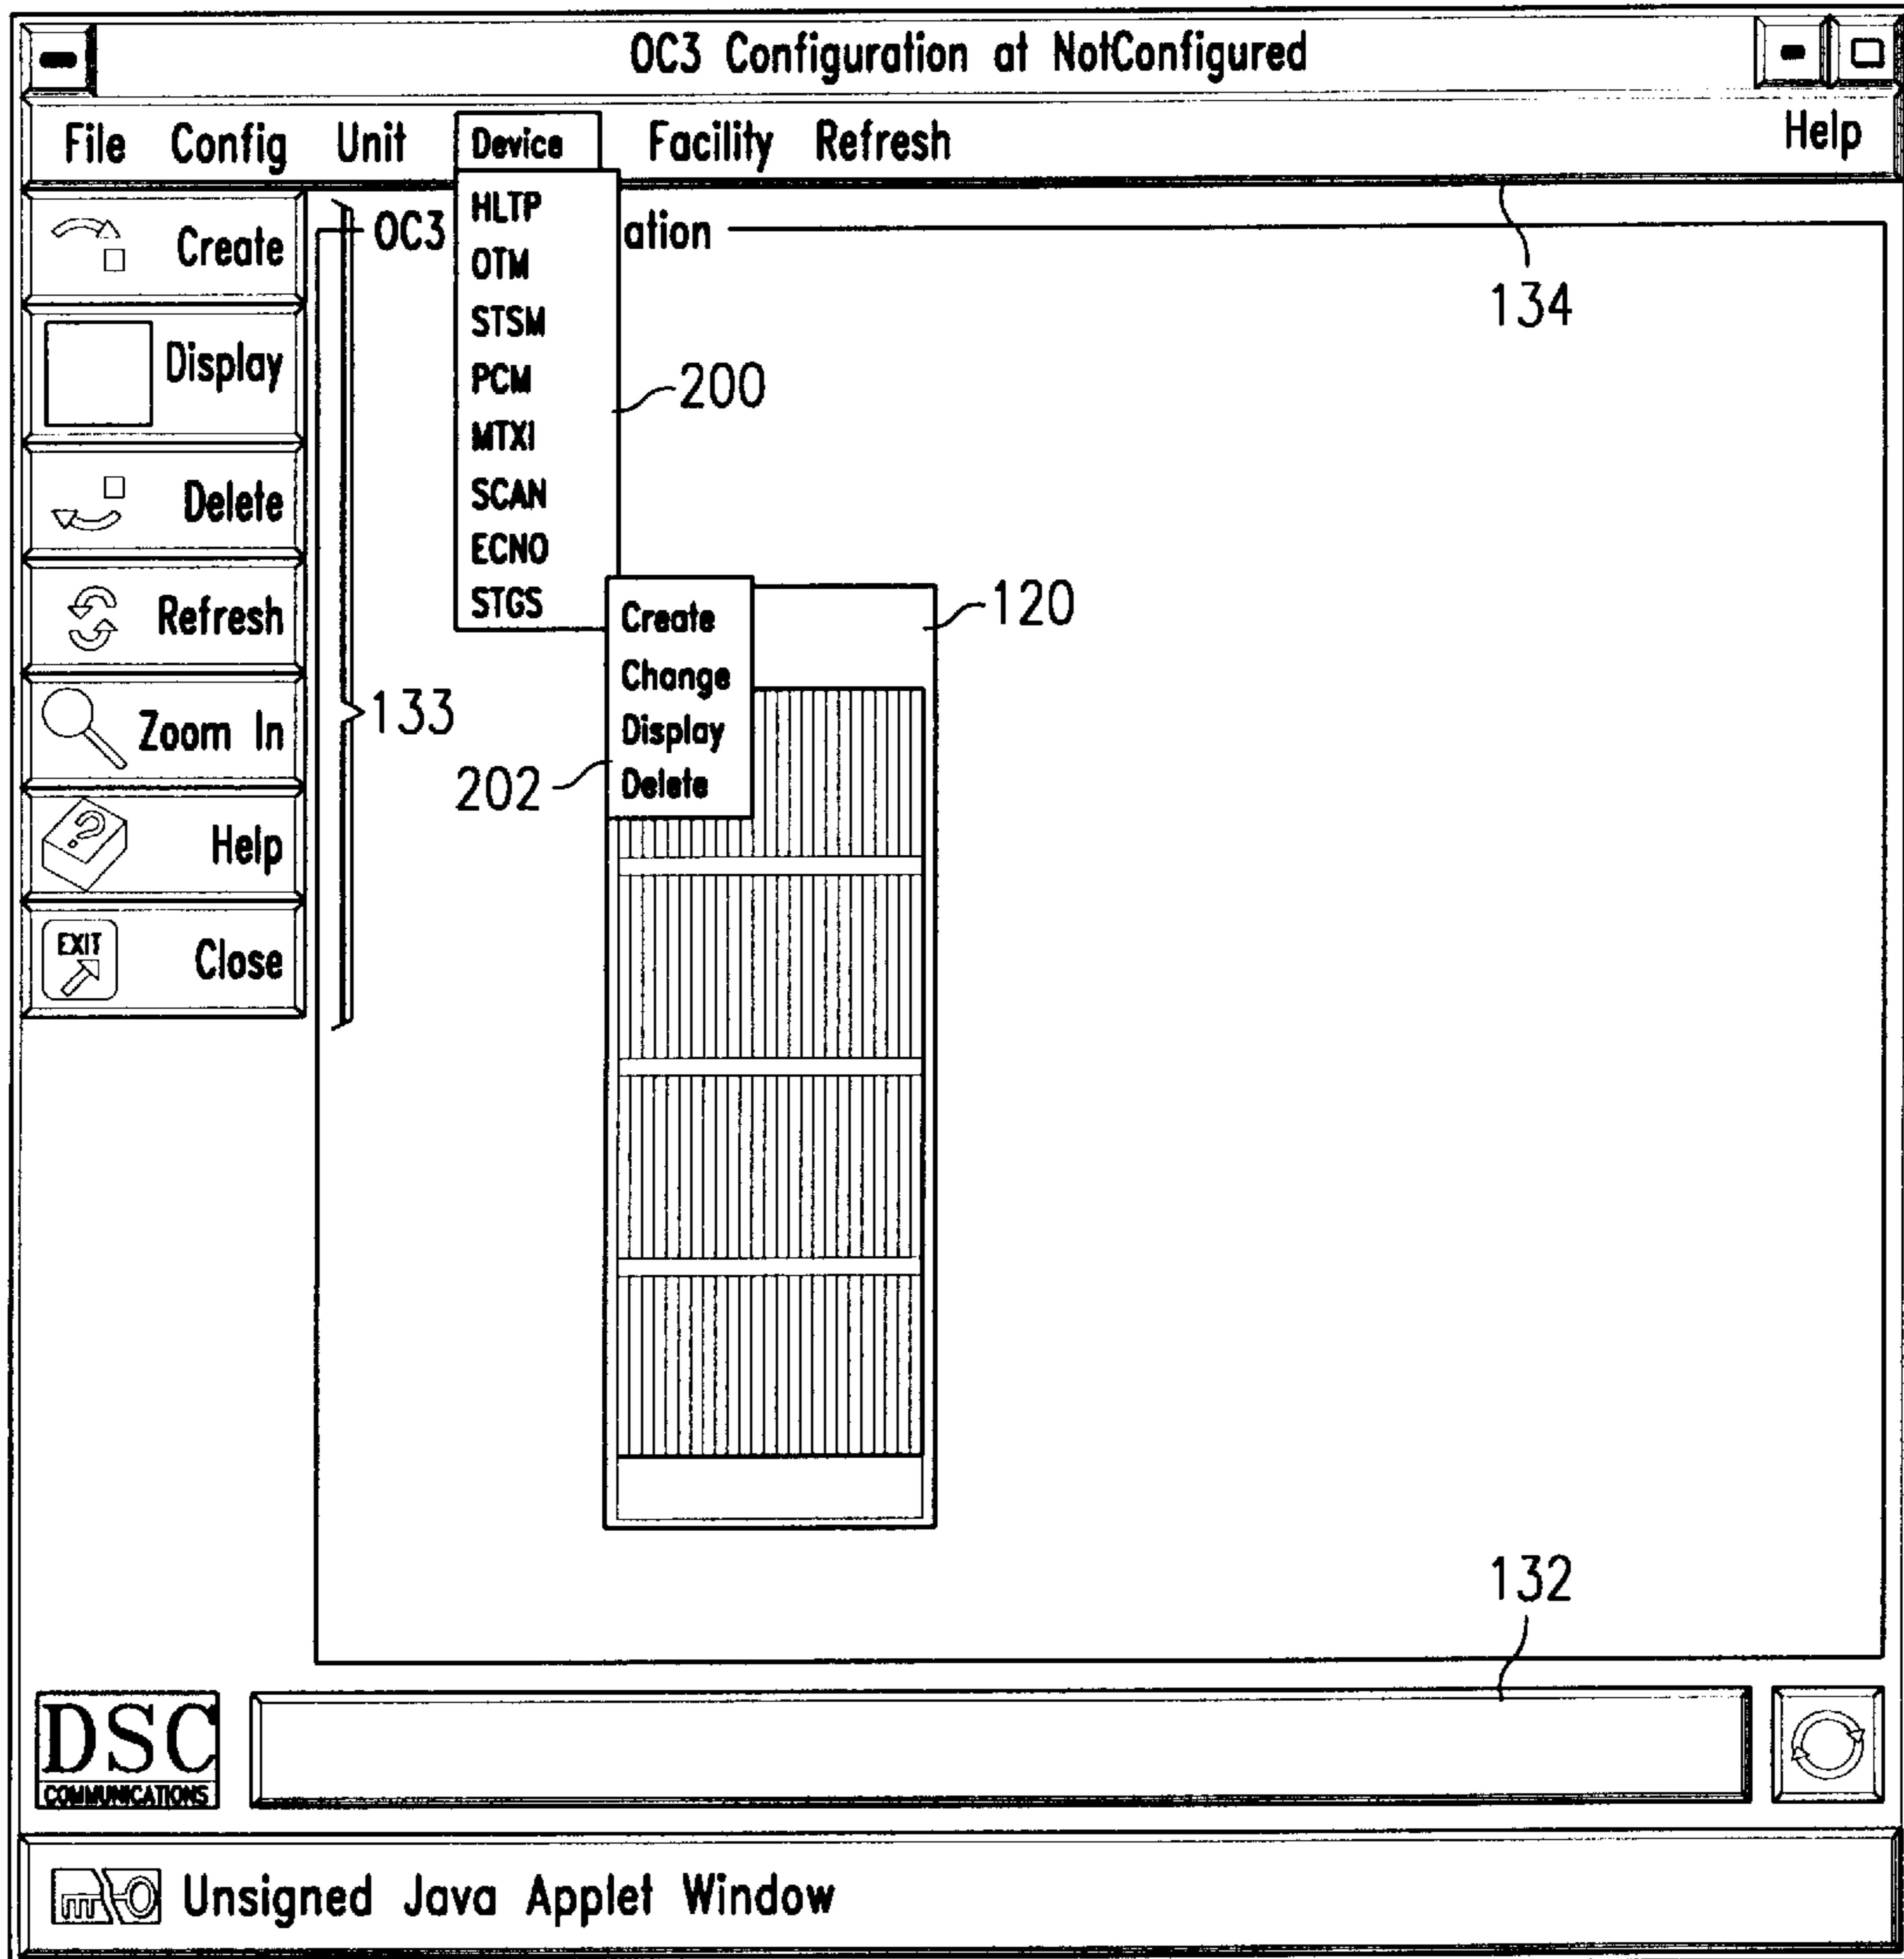 OC3 Configuration at NotConfigured
File Config Unit Device Facility Refresh Help
Create
Display
Delete
Refresh
Zoom In
?
Help
EXIT
Close
133
OC3 ation
134
HLTP
OTM
STSM
PCM
MTXI
SCAN
ECNO
STGS
200
Create
Change
Display
Delete
202
120
132
DSC
COMMUNICATIONS
Unsigned Java Applet Window